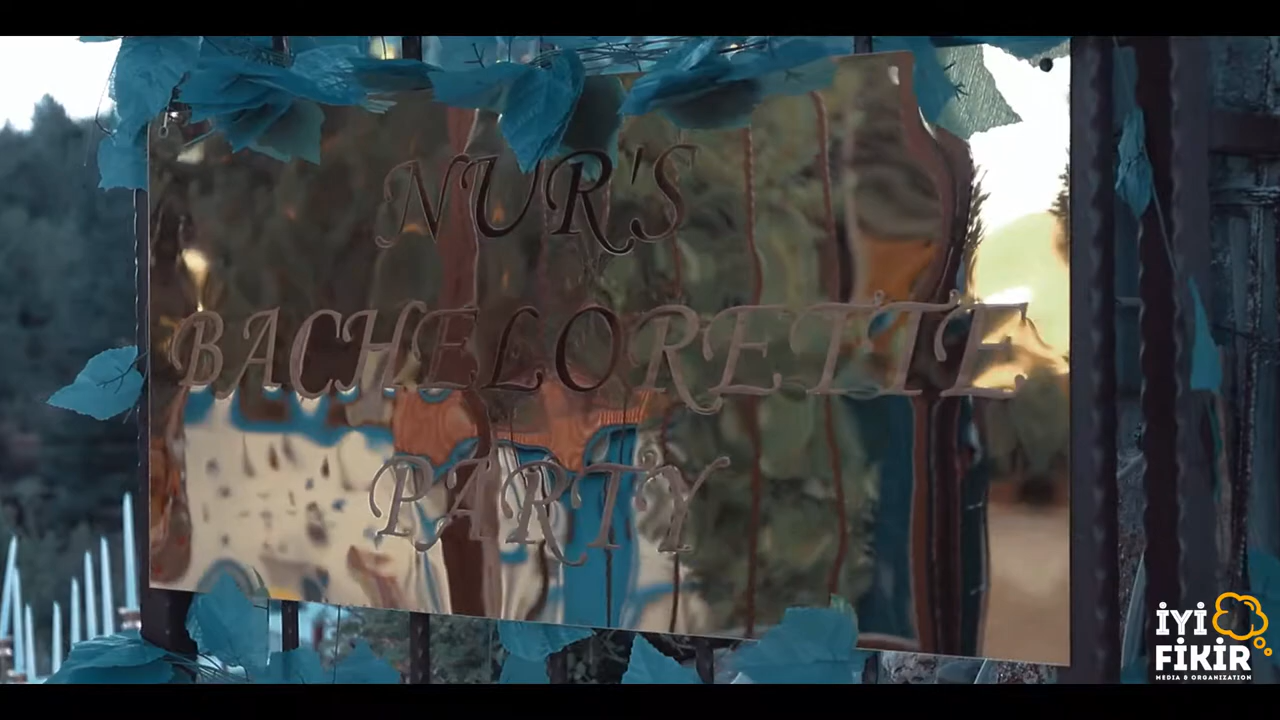 NUR'S
BACHELORETTE
PARTY
İYİ
FİKİR
MEDIA & ORGANIZATION